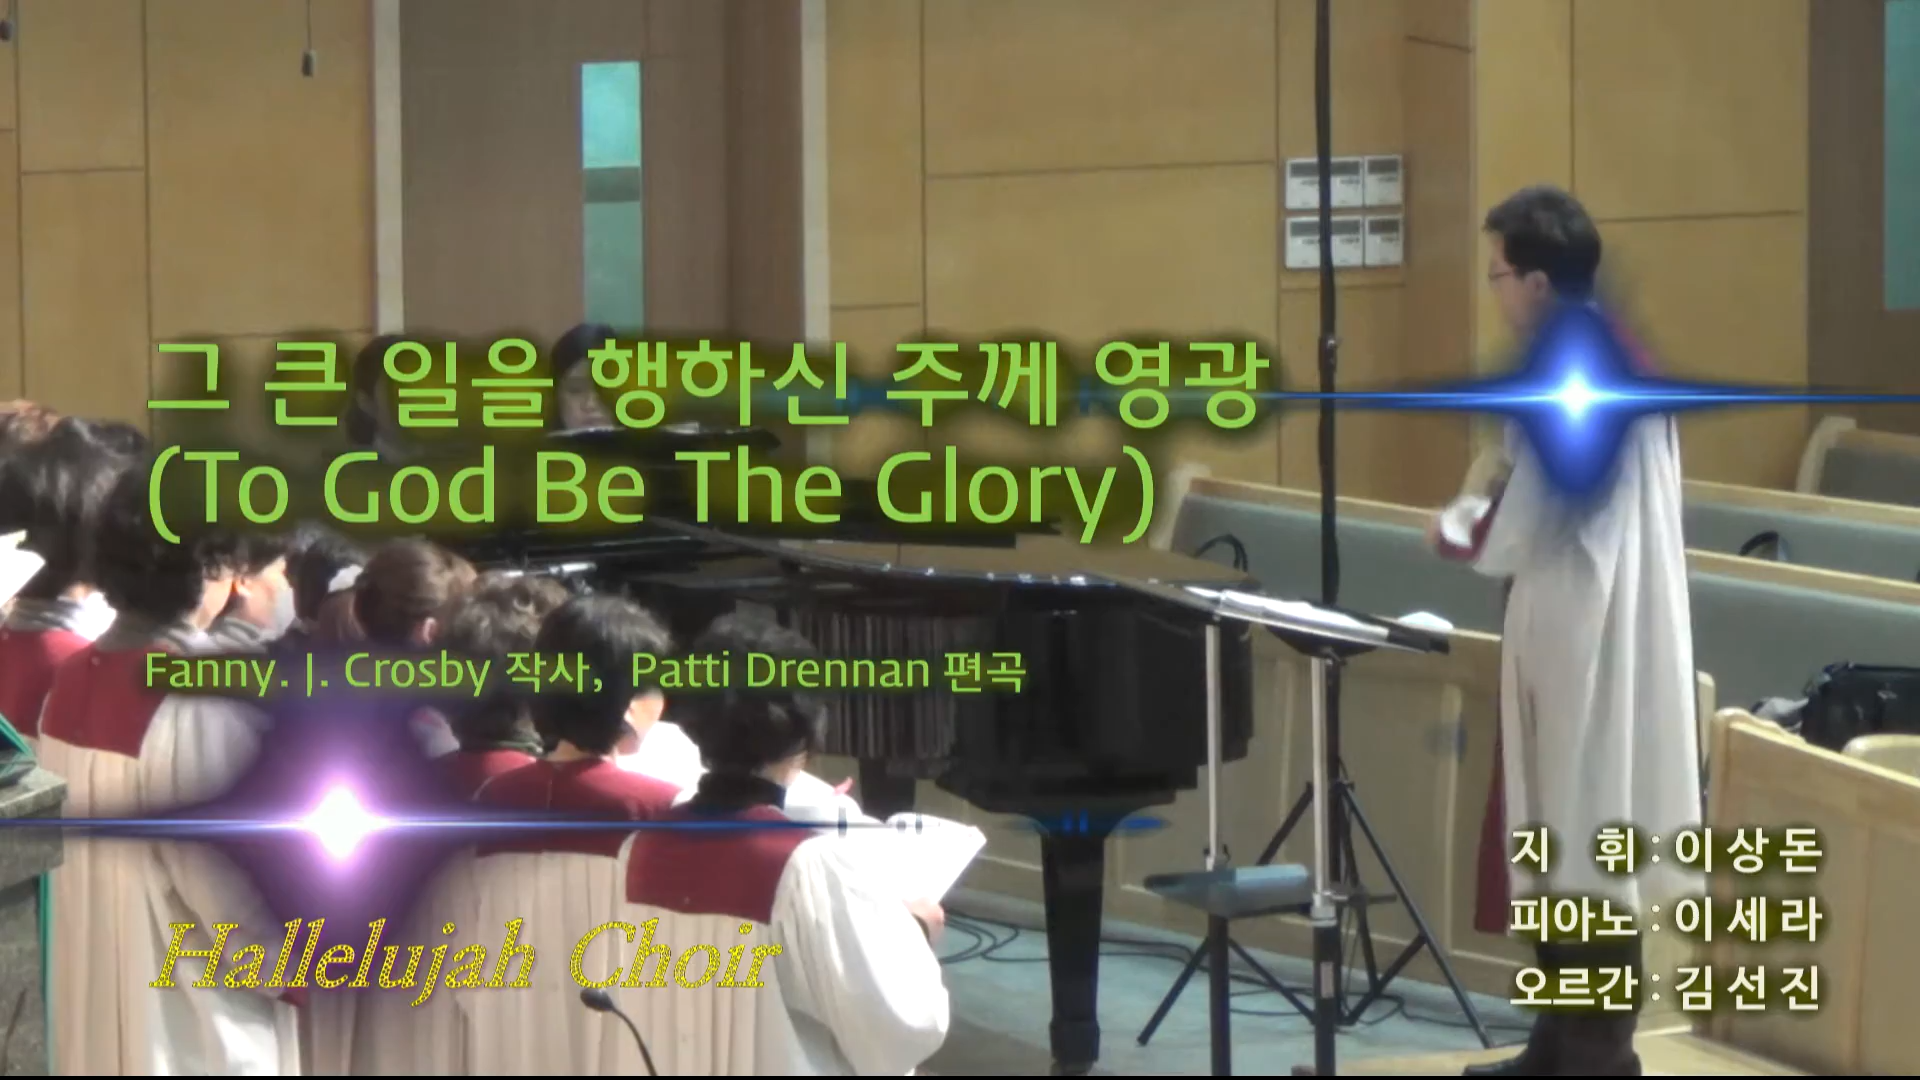 그 큰 일을 행하신 주께 영광
(To God Be The Glory)
Fanny. J. Crosby 작사, Patti Drennan 편곡
지 휘 : 이 상 돈
피아노 : 이 세 라
오르간 : 김 선 진
Hallelujah Choir